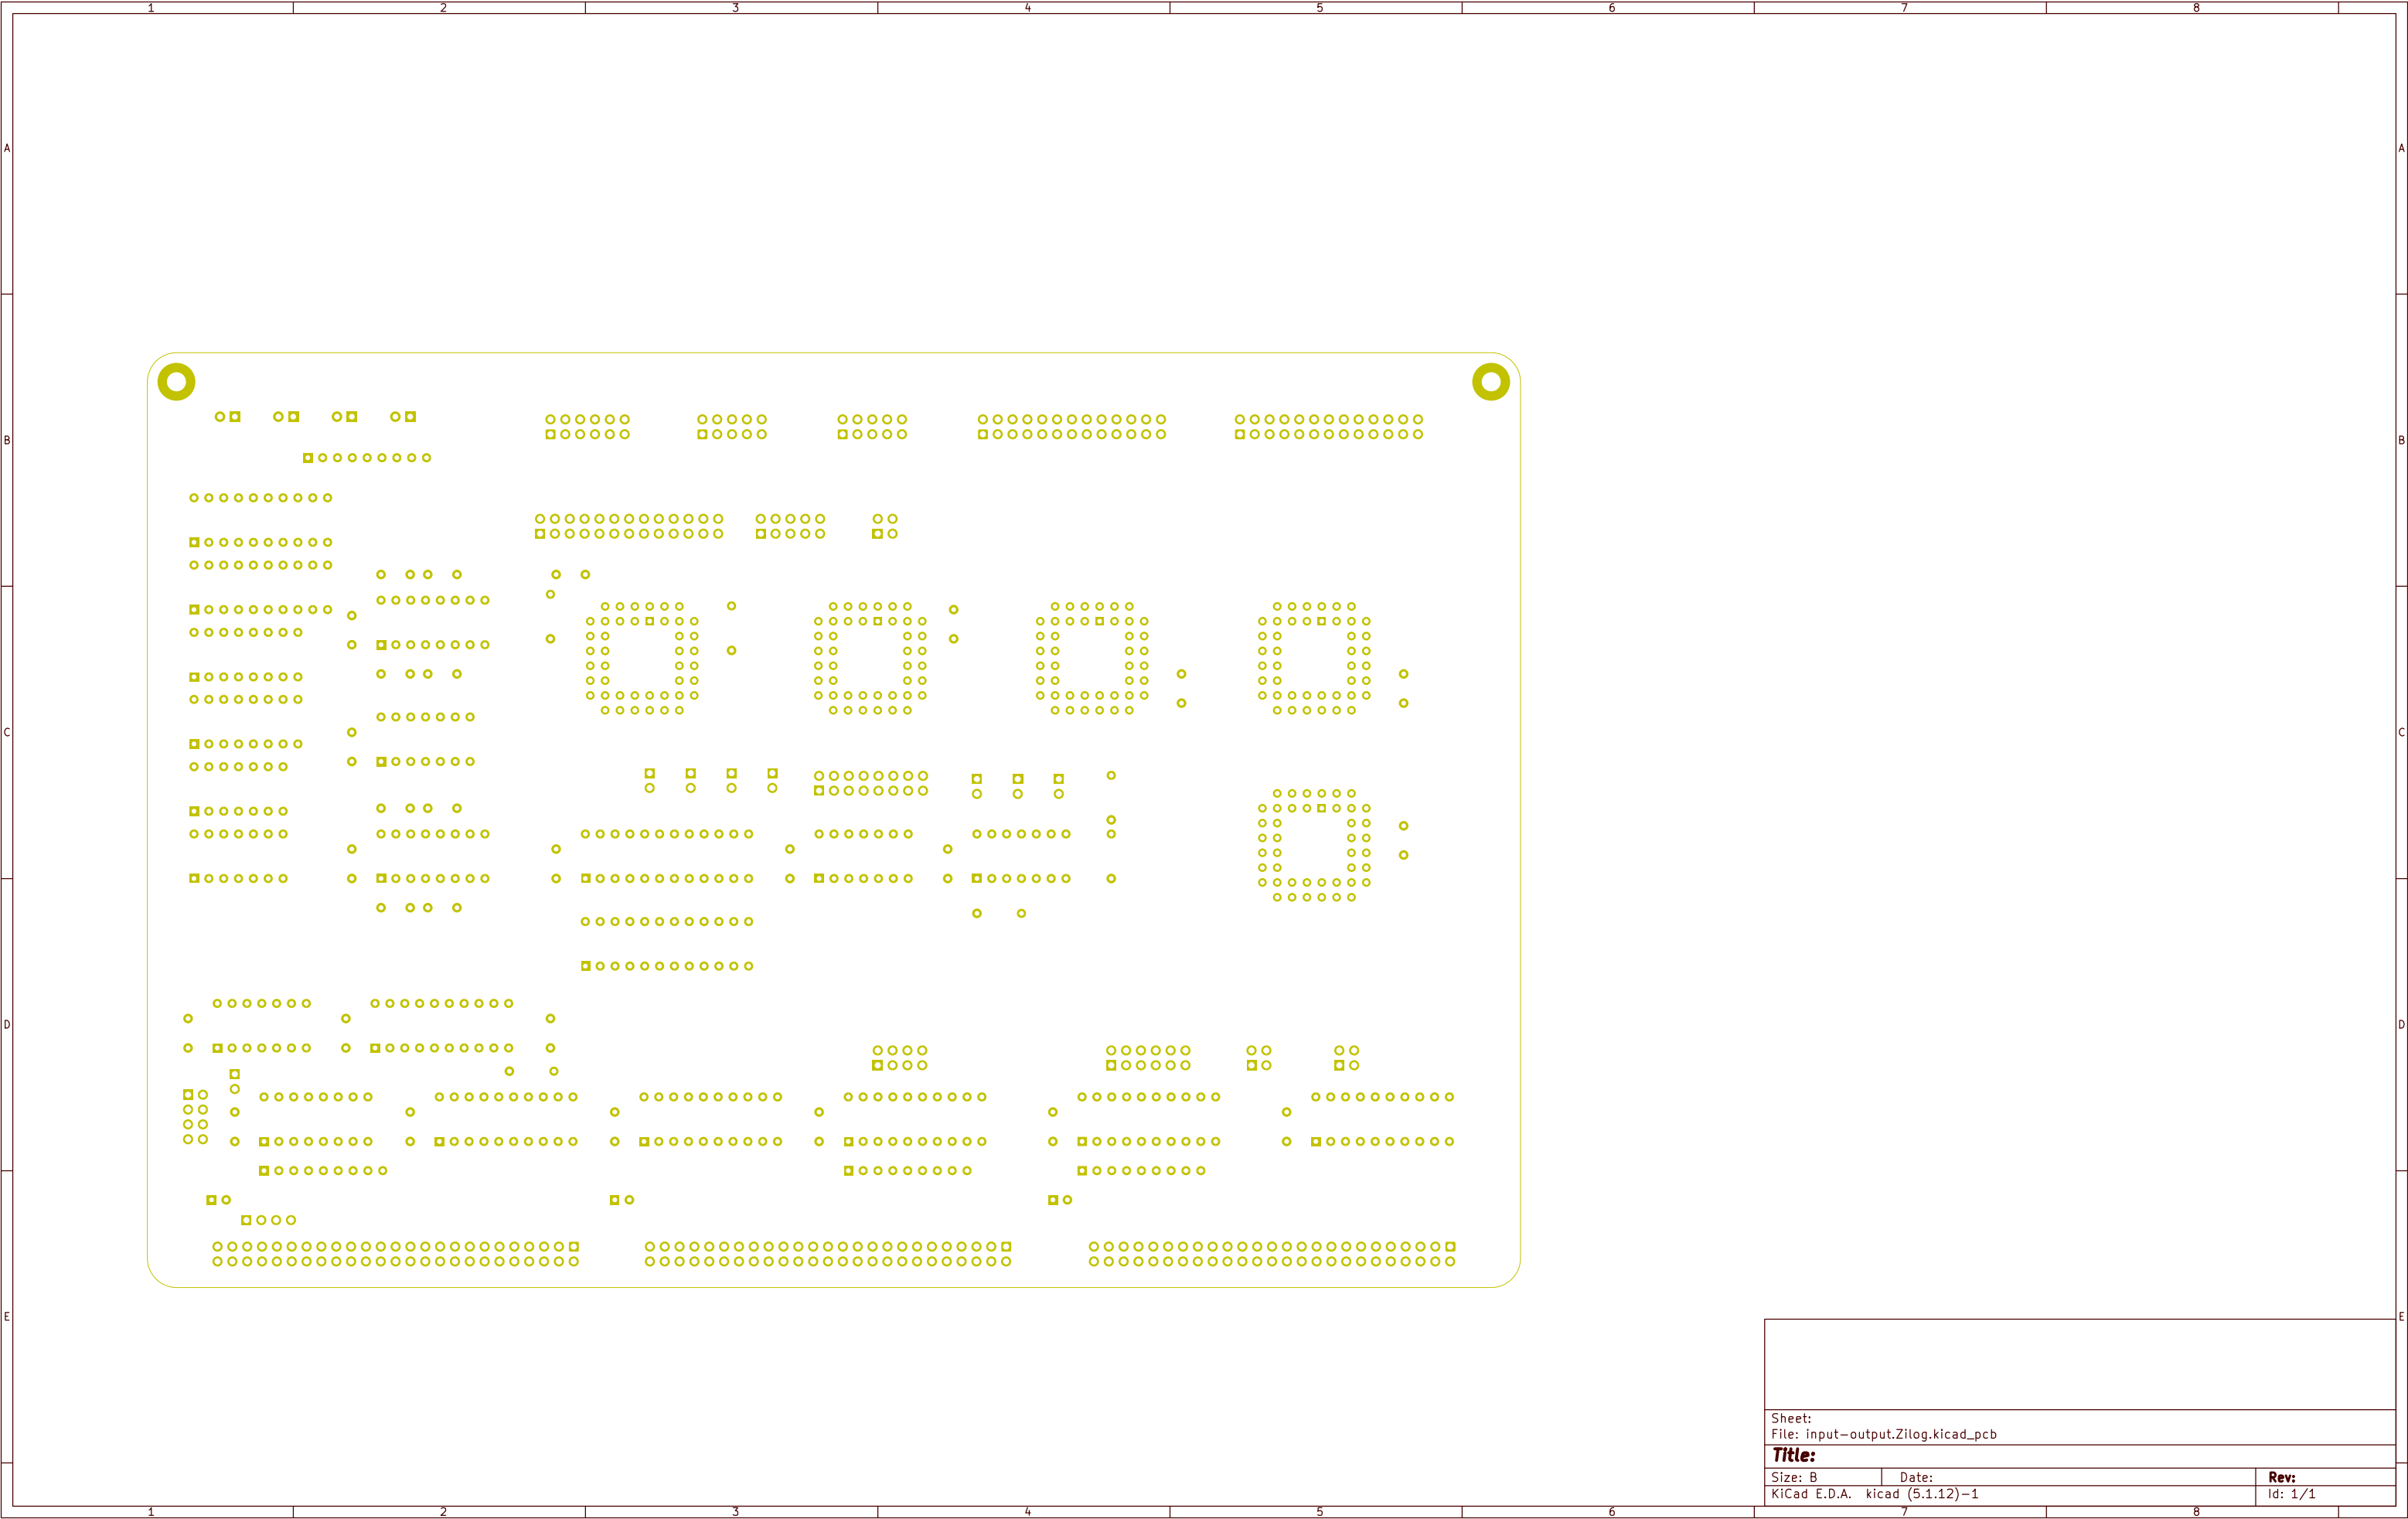 1 2 3 4 5 6 7 8
A A
B B
C C
D D
E E
Sheet:
File: input-output.Zilog.kicad_pcb
Title:
Size: B Date: Rev:
KiCad E.D.A. kicad (5.1.12)-1 Id: 1/1
1 2 3 4 5 6 7 8